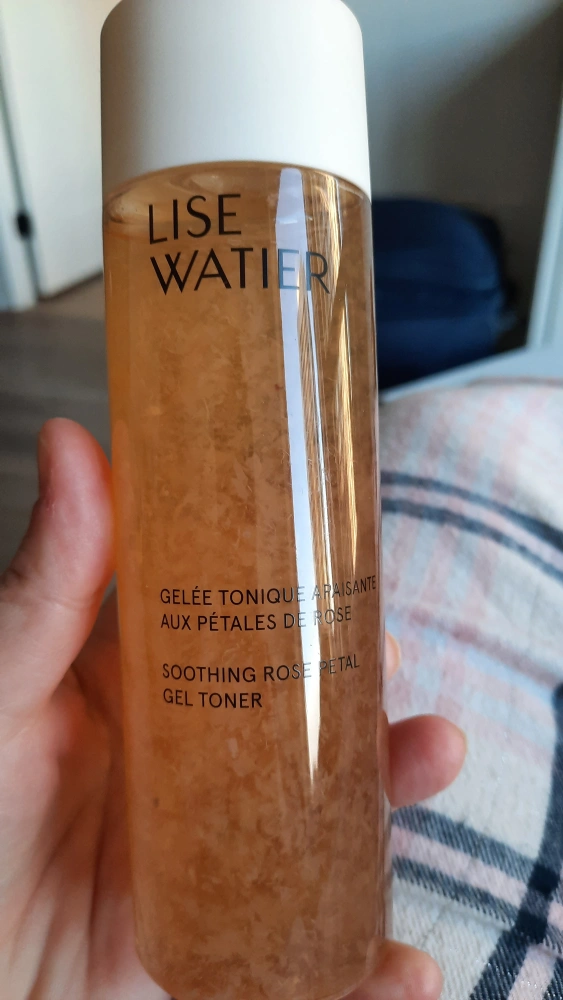 LISE
WATIER
GELÉE TONIQUE APAISANTE
AUX PÉTALES DE ROSE
SOOTHING ROSE PETAL
GEL TONER